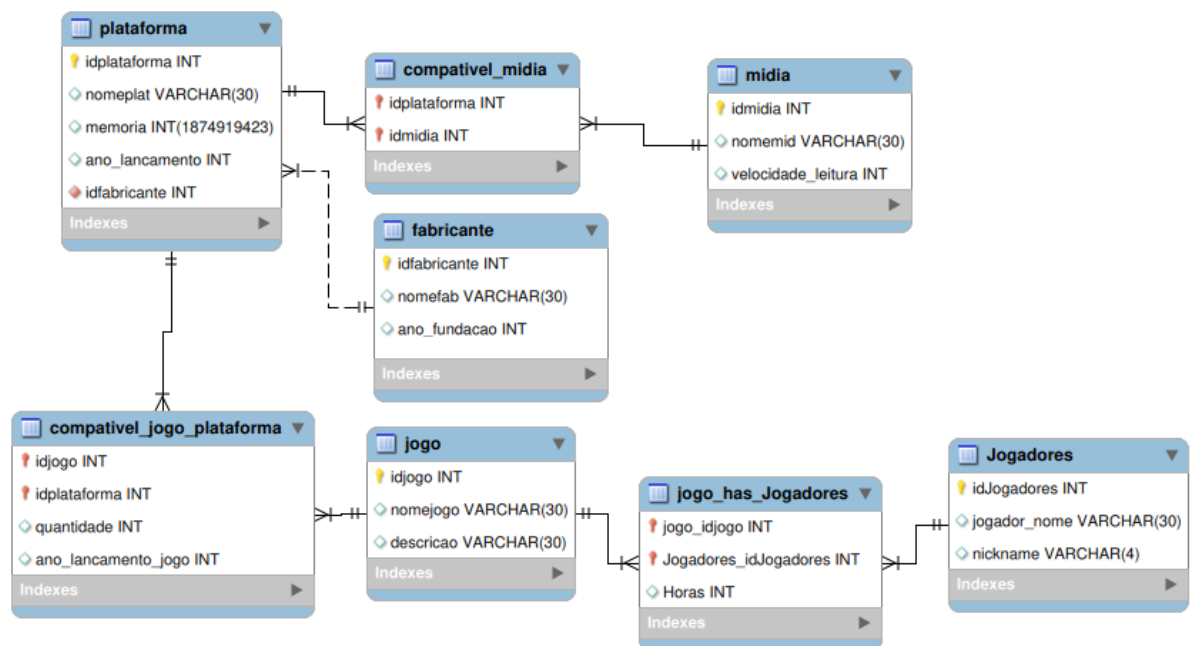 plataforma
idplataforma INT
nomeplat VARCHAR(30)
memoria INT(1874919423)
ano_lancamento INT
idfabricante INT
Indexes
compativel_midia
idplataforma INT
idmidia INT
Indexes
midia
idmidia INT
nomemid VARCHAR(30)
velocidade_leitura INT
Indexes
fabricante
idfabricante INT
nomefab VARCHAR(30)
ano_fundacao INT
Indexes
compativel_jogo_plataforma
idjogo INT
idplataforma INT
quantidade INT
ano_lancamento_jogo INT
Indexes
jogo
idjogo INT
nomejogo VARCHAR(30)
descricao VARCHAR(30)
Indexes
jogo_has_Jogadores
jogo_idjogo INT
Jogadores_idJogadores INT
Horas INT
Indexes
Jogadores
idJogadores INT
jogador_nome VARCHAR(30)
nickname VARCHAR(4)
Indexes